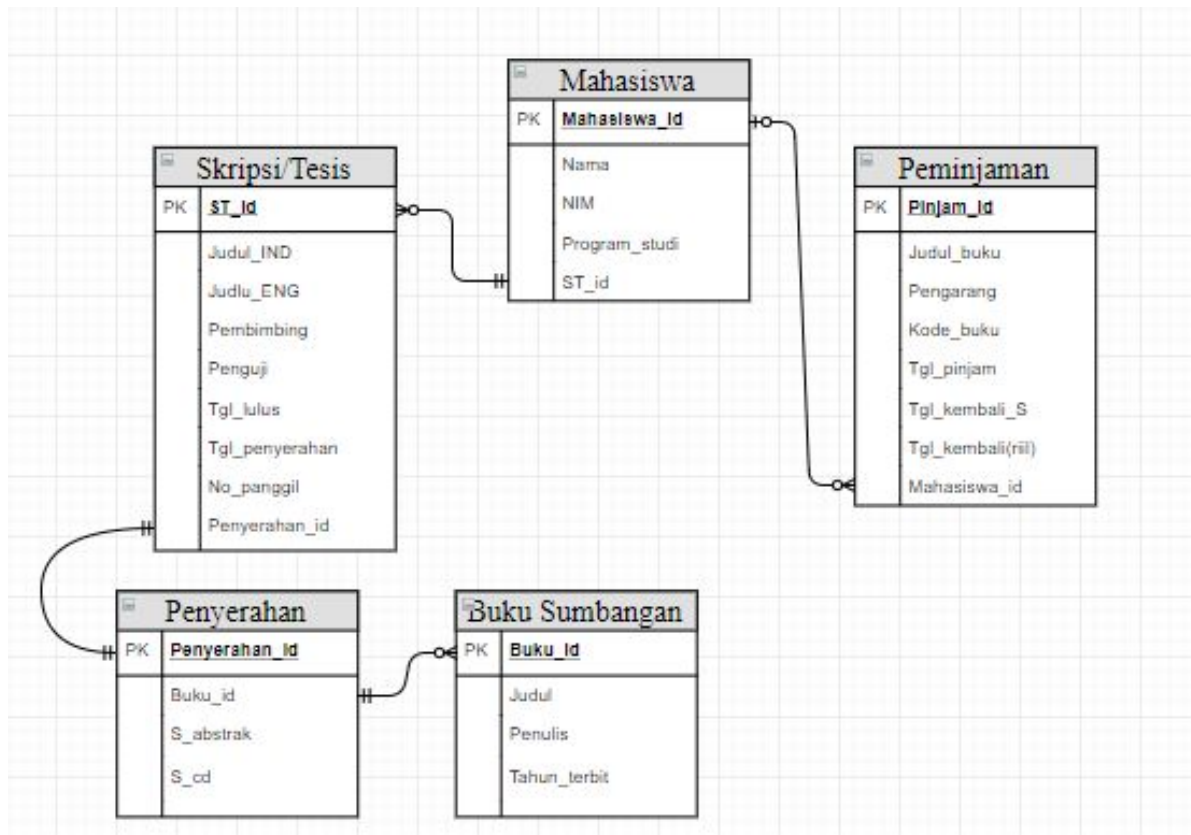 Mahasiswa
PK Mahasiswa_id
Nama
NIM
Program_studi
ST_id
Skripsi/Tesis
PK ST_id
Judul_IND
Judlu_ENG
Pembimbing
Penguji
Tgl_lulus
Tgl_penyerahan
No_panggil
Penyerahan_id
Peminjaman
PK Pinjam_id
Judul_buku
Pengarang
Kode_buku
Tgl_pinjam
Tgl_kembali_S
Tgl_kembali(riil)
Mahasiswa_id
Penyerahan
PK Penyerahan_id
Buku_id
S_abstrak
S_cd
Buku Sumbangan
PK Buku_id
Judul
Penulis
Tahun_terbit